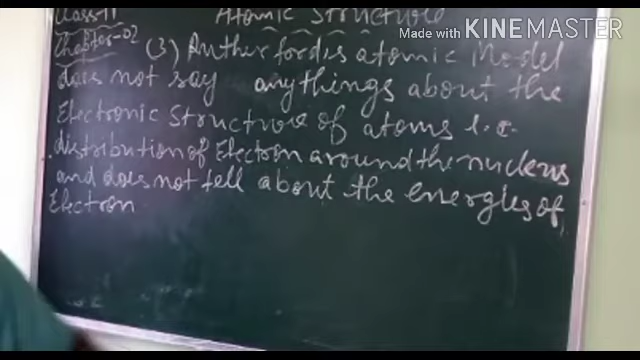 Class-11 Atomic Structure
Made with KINEMASTER
Chapter-02 (3) Rutherford's atomic Model
does not say anythings about the
Electronic Structure of atoms i.e.
distribution of Electron around the nucleus
and does not tell about the energies of
Electron